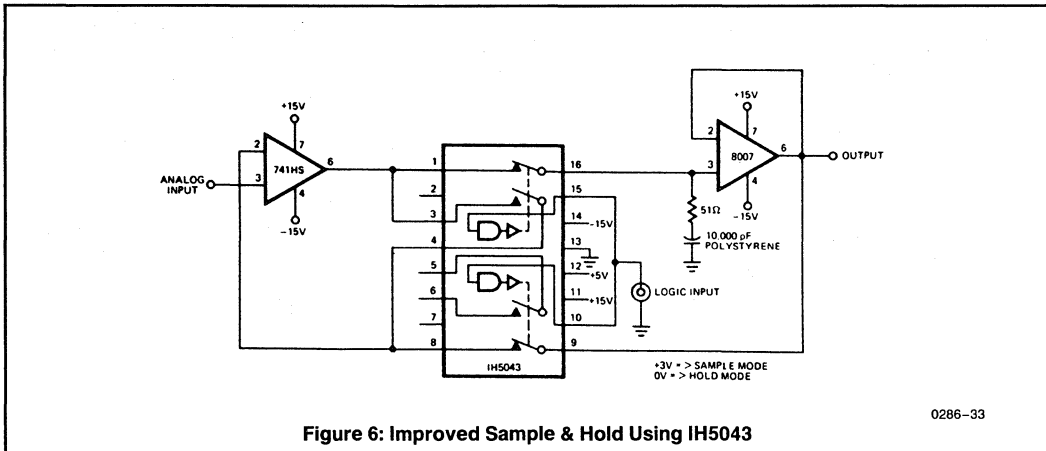 +15V
2
7
741HS
6
3
4
ANALOG
INPUT
-15V
1
2
3
4
5
6
7
8
16
15
14
-15V
13
12
+5V
11
+15V
10
9
IH5043
LOGIC INPUT
+15V
2
7
8007
6
3
4
-15V
OUTPUT
51Ω
10,000 pF
POLYSTYRENE
+3V = > SAMPLE MODE
0V = > HOLD MODE
0286–33
Figure 6: Improved Sample & Hold Using IH5043